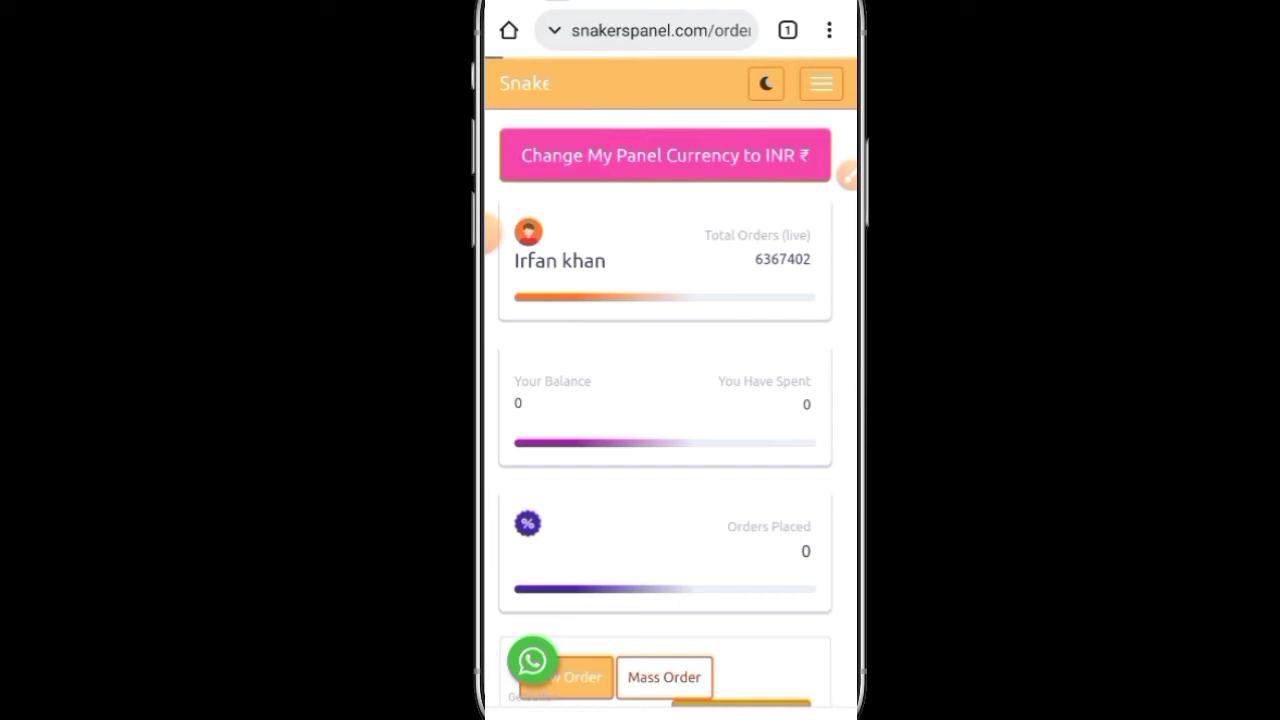 snakerspanel.com/order
1
Snake
Change My Panel Currency to INR ₹
Total Orders (live)
Irfan khan
6367402
Your Balance
You Have Spent
0
0
%
Orders Placed
0
w Order
Mass Order